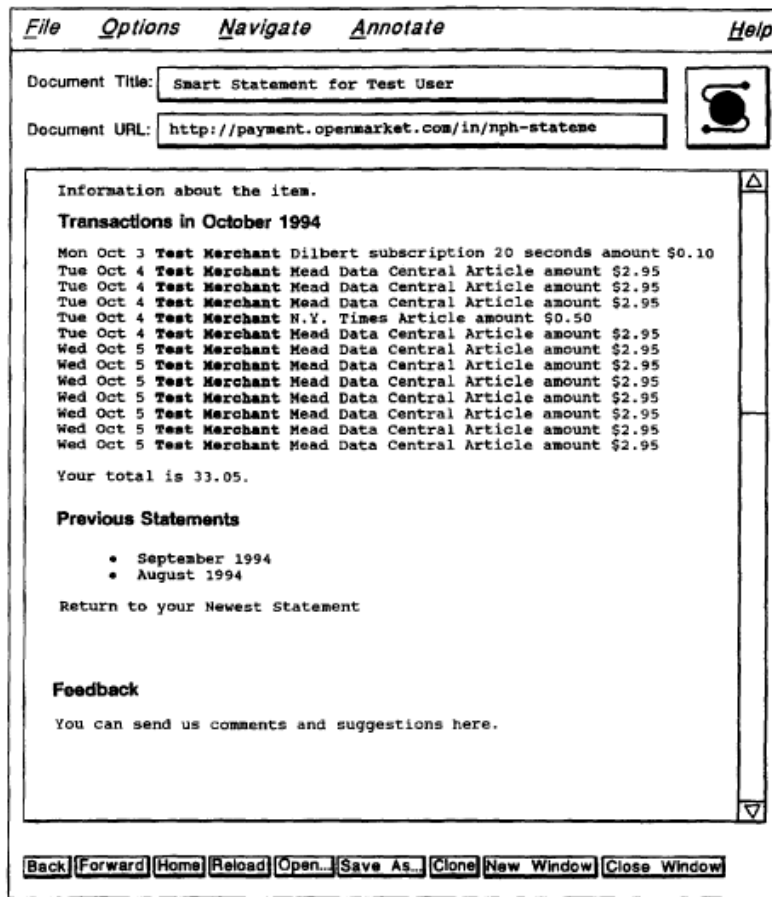 File Options Navigate Annotate Help
Document Title: Smart Statement for Test User
Document URL: http://payment.openmarket.com/in/nph-stateme
Information about the item.
Transactions in October 1994
Mon Oct 3 Test Merchant Dilbert subscription 20 seconds amount $0.10
Tue Oct 4 Test Merchant Mead Data Central Article amount $2.95
Tue Oct 4 Test Merchant Mead Data Central Article amount $2.95
Tue Oct 4 Test Merchant Mead Data Central Article amount $2.95
Tue Oct 4 Test Merchant N.Y. Times Article amount $0.50
Tue Oct 4 Test Merchant Mead Data Central Article amount $2.95
Wed Oct 5 Test Merchant Mead Data Central Article amount $2.95
Wed Oct 5 Test Merchant Mead Data Central Article amount $2.95
Wed Oct 5 Test Merchant Mead Data Central Article amount $2.95
Wed Oct 5 Test Merchant Mead Data Central Article amount $2.95
Wed Oct 5 Test Merchant Mead Data Central Article amount $2.95
Wed Oct 5 Test Merchant Mead Data Central Article amount $2.95
Wed Oct 5 Test Merchant Mead Data Central Article amount $2.95
Your total is 33.05.
Previous Statements
• September 1994
• August 1994
Return to your Newest Statement
Feedback
You can send us comments and suggestions here.
Back Forward Home Reload Open... Save As... Clone New Window Close Window